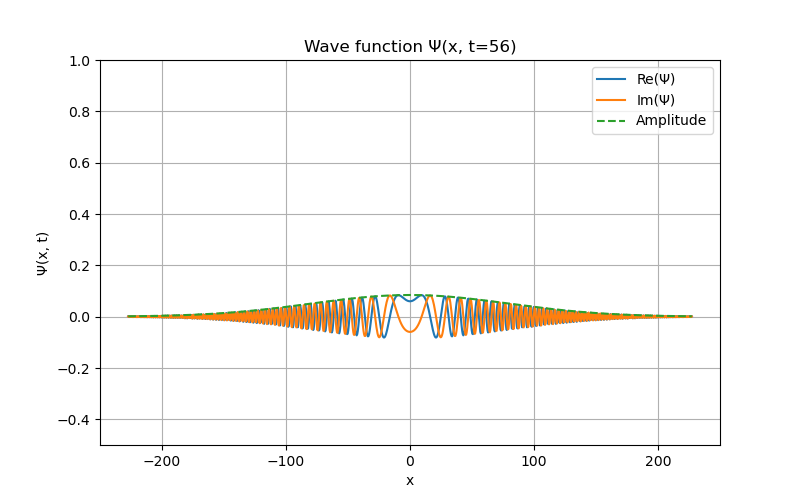 Wave function Ψ(x, t=56)
Re(Ψ)
Im(Ψ)
Amplitude
1.0
0.8
0.6
0.4
0.2
0.0
−0.2
−0.4
Ψ(x, t)
−200
−100
0
100
200
x